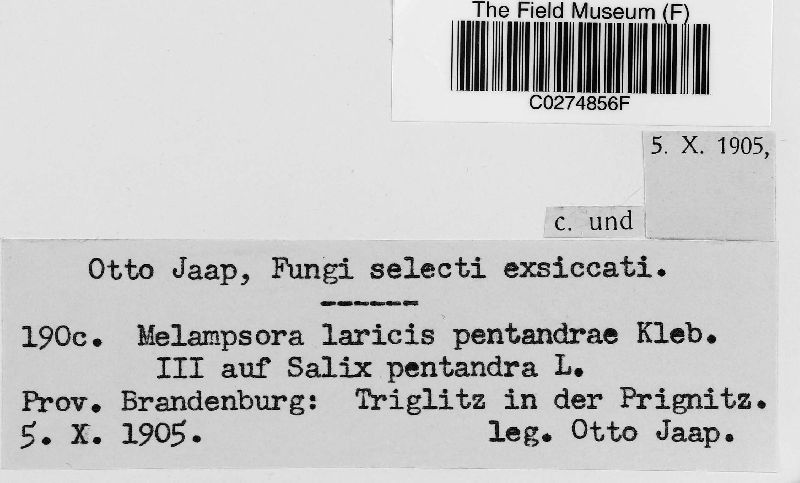 The Field Museum (F)
C0274856F
5. X. 1905,
c. und
Otto Jaap, Fungi selecti exsiccati.
------
190c. Melampsora laricis pentandrae Kleb.
III auf Salix pentandra L.
Prov. Brandenburg: Triglitz in der Prignitz.
5. X. 1905. leg. Otto Jaap.